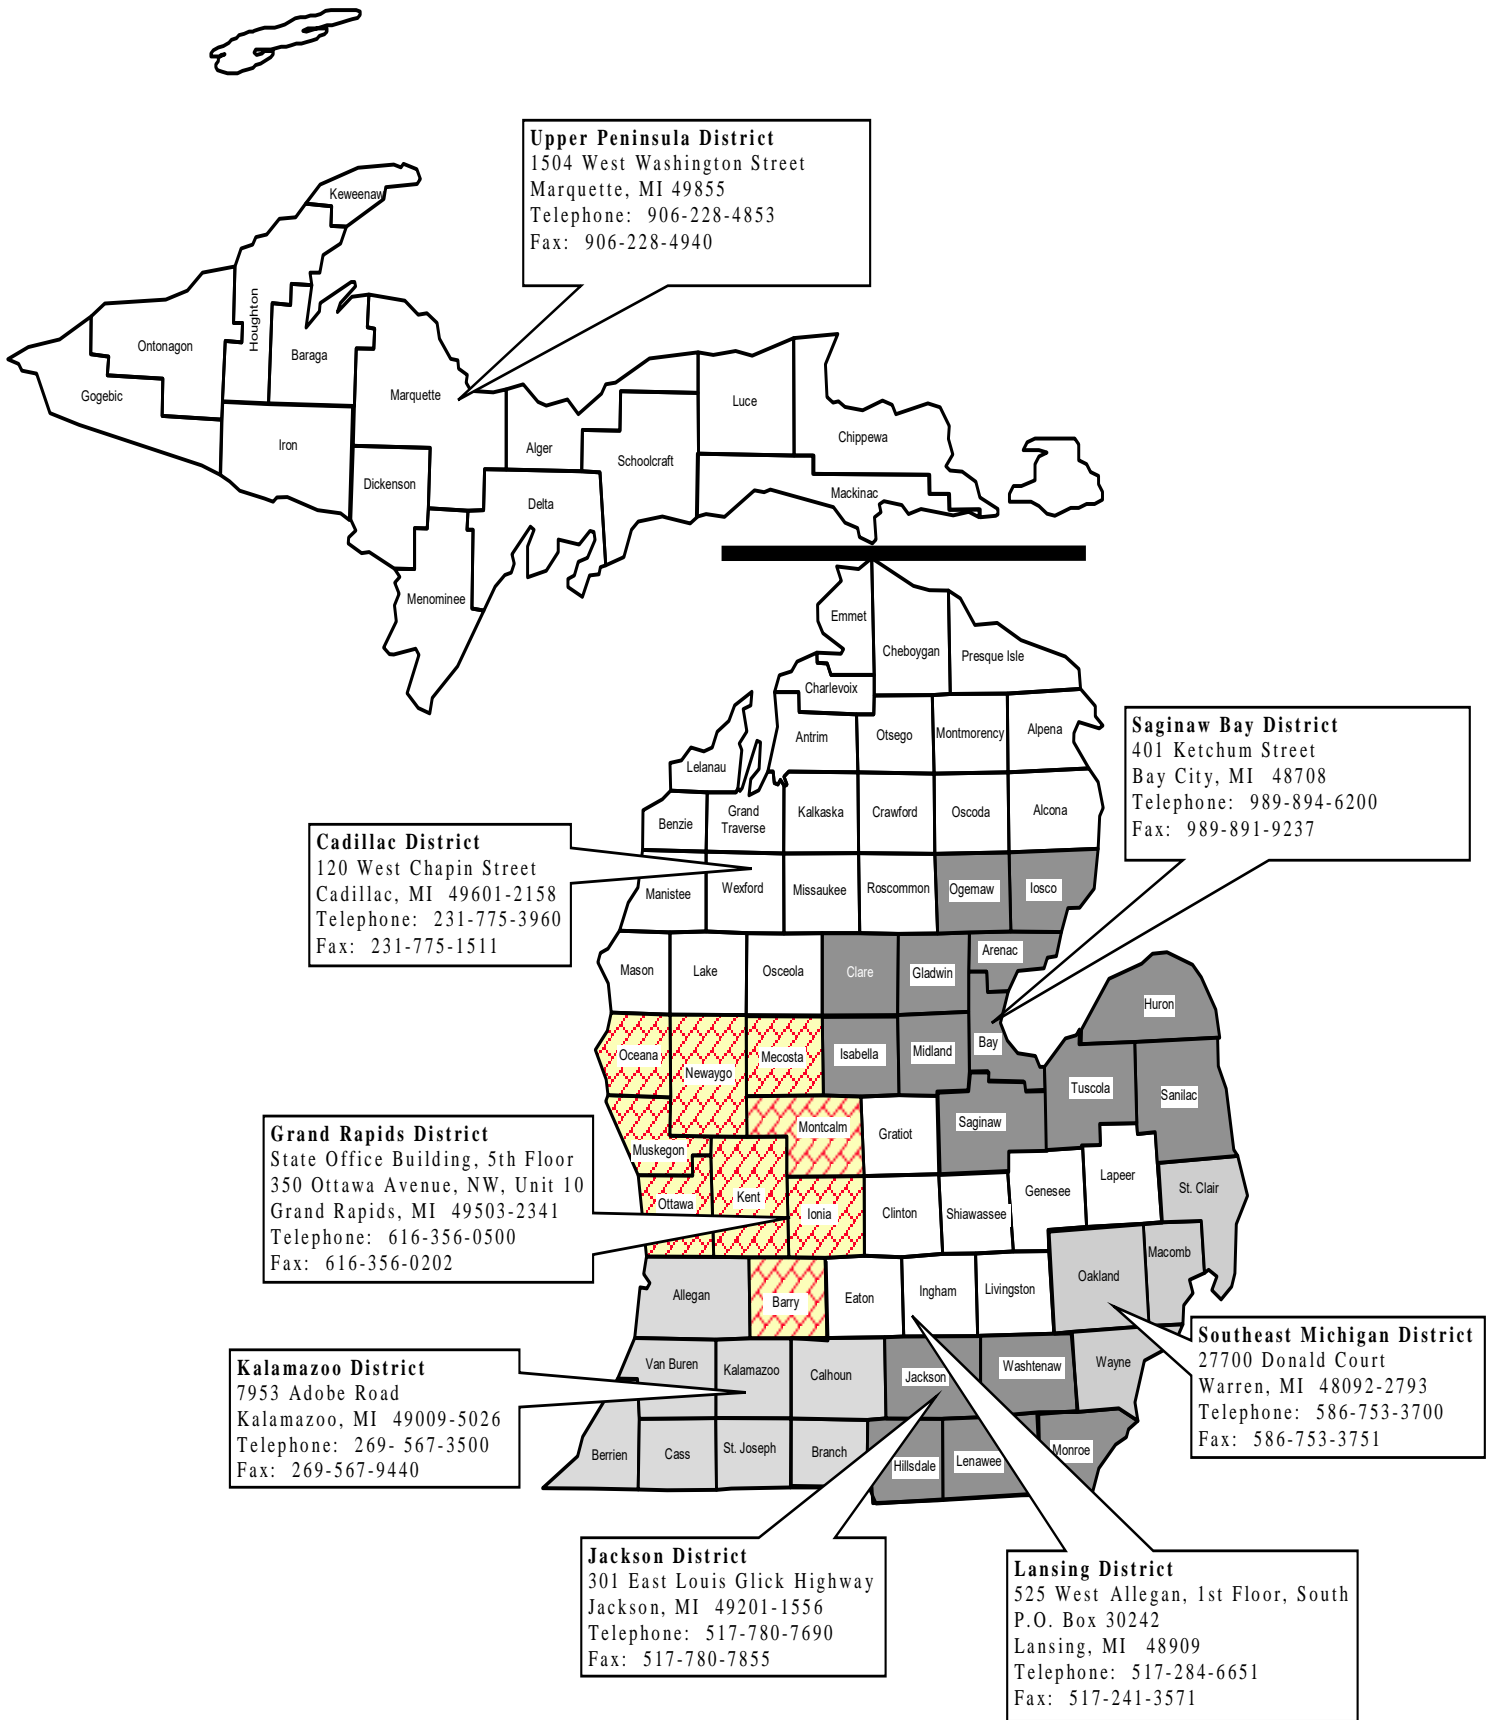 Upper Peninsula District
1504 West Washington Street
Marquette, MI 49855
Telephone: 906-228-4853
Fax: 906-228-4940
Keweenaw
Houghton
Ontonagon
Baraga
Gogebic
Marquette
Iron
Dickenson
Alger
Luce
Chippewa
Schoolcraft
Mackinac
Delta
Menominee
Emmet
Cheboygan
Presque Isle
Charlevoix
Antrim
Otsego
Montmorency
Alpena
Lelanau
Benzie
Grand
Traverse
Kalkaska
Crawford
Oscoda
Alcona
Saginaw Bay District
401 Ketchum Street
Bay City, MI 48708
Telephone: 989-894-6200
Fax: 989-891-9237
Cadillac District
120 West Chapin Street
Cadillac, MI 49601-2158
Telephone: 231-775-3960
Fax: 231-775-1511
Manistee
Wexford
Missaukee
Roscommon
Ogemaw
Iosco
Mason
Lake
Osceola
Clare
Gladwin
Arenac
Huron
Oceana
Newaygo
Mecosta
Isabella
Midland
Bay
Tuscola
Sanilac
Grand Rapids District
State Office Building, 5th Floor
350 Ottawa Avenue, NW, Unit 10
Grand Rapids, MI 49503-2341
Telephone: 616-356-0500
Fax: 616-356-0202
Muskegon
Montcalm
Gratiot
Saginaw
Ottawa
Kent
Ionia
Clinton
Shiawassee
Genesee
Lapeer
St. Clair
Allegan
Barry
Eaton
Ingham
Livingston
Oakland
Macomb
Southeast Michigan District
27700 Donald Court
Warren, MI 48092-2793
Telephone: 586-753-3700
Fax: 586-753-3751
Kalamazoo District
7953 Adobe Road
Kalamazoo, MI 49009-5026
Telephone: 269- 567-3500
Fax: 269-567-9440
Van Buren
Kalamazoo
Calhoun
Jackson
Washtenaw
Wayne
Berrien
Cass
St. Joseph
Branch
Hillsdale
Lenawee
Monroe
Jackson District
301 East Louis Glick Highway
Jackson, MI 49201-1556
Telephone: 517-780-7690
Fax: 517-780-7855
Lansing District
525 West Allegan, 1st Floor, South
P.O. Box 30242
Lansing, MI 48909
Telephone: 517-284-6651
Fax: 517-241-3571